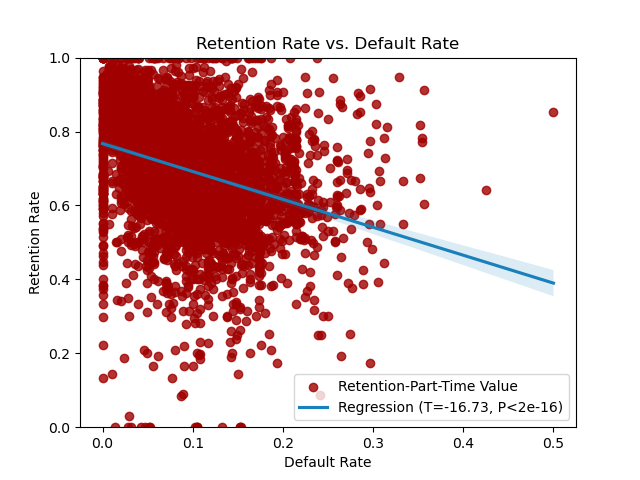 Retention Rate vs. Default Rate
1.0
0.8
0.6
0.4
0.2
0.0
Retention Rate
Retention-Part-Time Value
Regression (T=-16.73, P<2e-16)
0.0 0.1 0.2 0.3 0.4 0.5
Default Rate